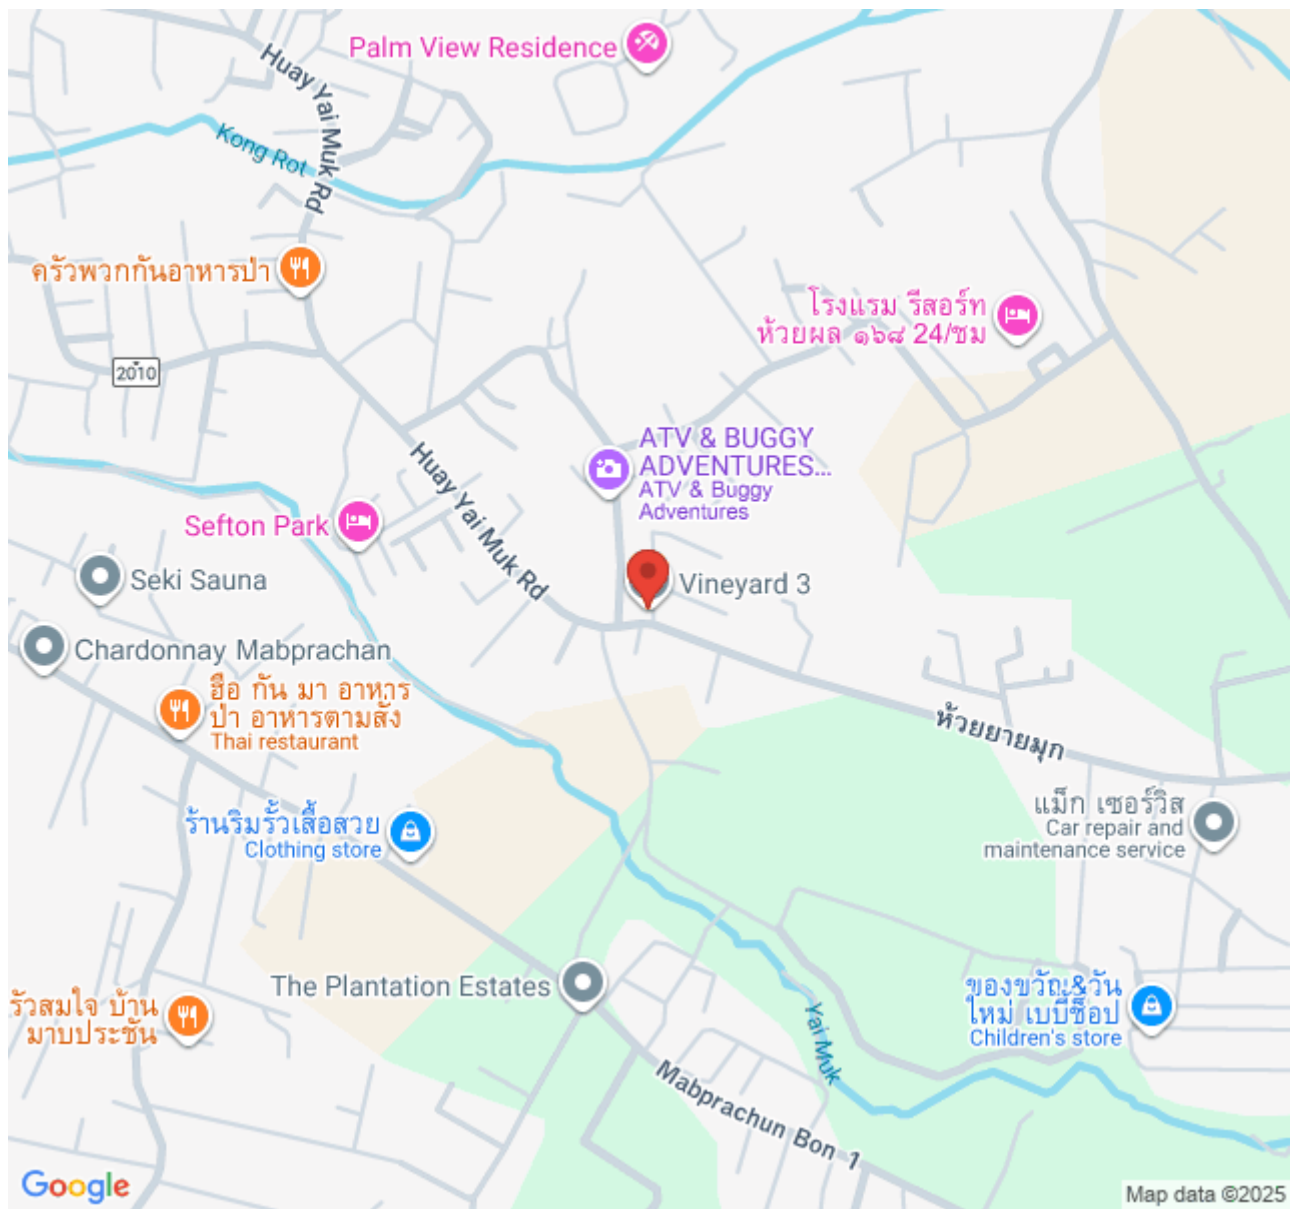 Palm View Residence
Huay Yai Muk Rd
Kong Rot
ครัวพวกกันอาหารป่า
โรงแรม รีสอร์ท
ห้วยผล ๑๖๘ 24/ชม
2010
ATV & BUGGY
ADVENTURES...
ATV & Buggy
Adventures
Huay Yai Muk Rd
Sefton Park
Seki Sauna
Vineyard 3
Chardonnay Mabprachan
ฮือ กัน มา อาหาร
ป่า อาหารตามสั่ง
Thai restaurant
ห้วยยายมุก
ร้านริมรั้วเสื้อสวย
Clothing store
แม็ก เซอร์วิส
Car repair and
maintenance service
The Plantation Estates
ของขวัญ&วัน
ใหม่ เบบี้ช็อป
Children's store
รัวสมใจ บ้าน
มาบประชัน
Yai Muk
Mabprachun Bon 1
Google
Map data ©2025